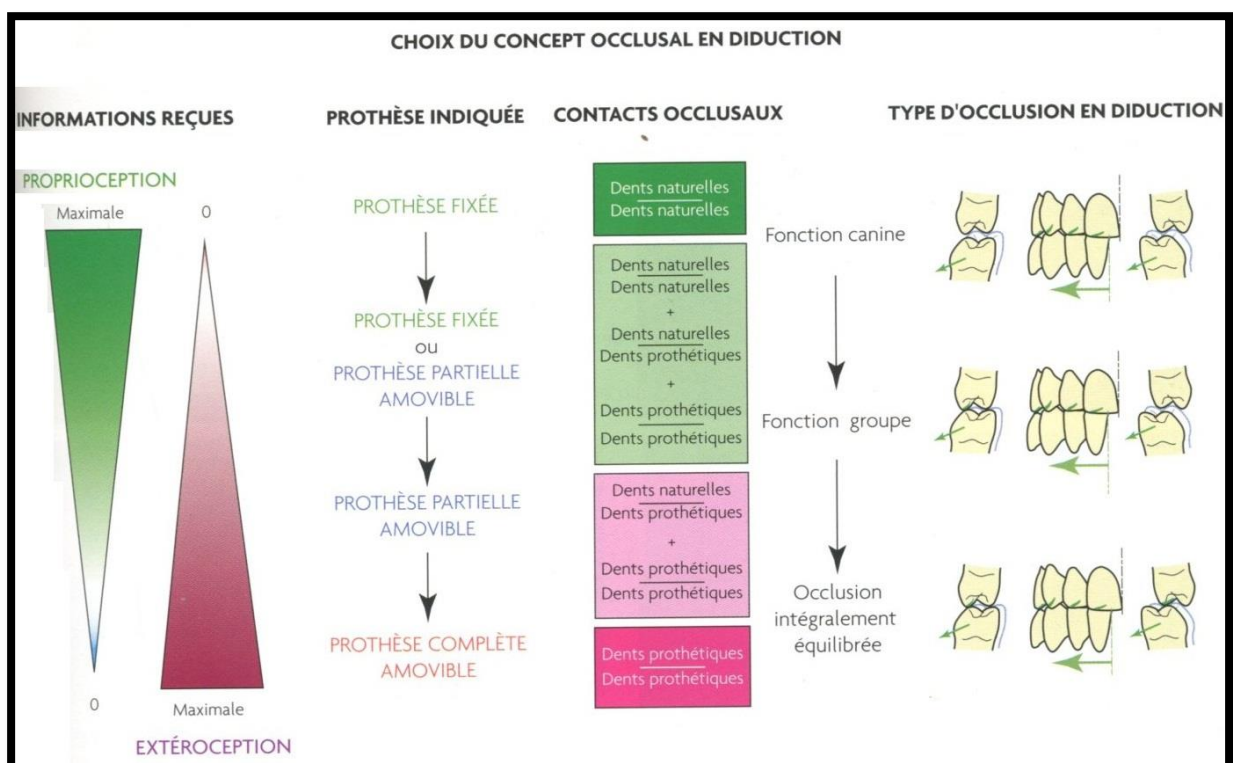 CHOIX DU CONCEPT OCCLUSAL EN DIDUCTION
INFORMATIONS REÇUES
PROTHÈSE INDIQUÉE
CONTACTS OCCLUSAUX
TYPE D'OCCLUSION EN DIDUCTION
PROPRIOCEPTION
Maximale
0
0
Maximale
EXTÉROCEPTION
PROTHÈSE FIXÉE
PROTHÈSE FIXÉE
ou
PROTHÈSE PARTIELLE
AMOVIBLE
PROTHÈSE PARTIELLE
AMOVIBLE
PROTHÈSE COMPLÈTE
AMOVIBLE
Dents naturelles
Dents naturelles
Dents naturelles
Dents naturelles
+
Dents naturelles
Dents prothétiques
+
Dents prothétiques
Dents prothétiques
Dents naturelles
Dents prothétiques
+
Dents prothétiques
Dents prothétiques
Dents prothétiques
Dents prothétiques
Fonction canine
Fonction groupe
Occlusion
intégralement
équilibrée